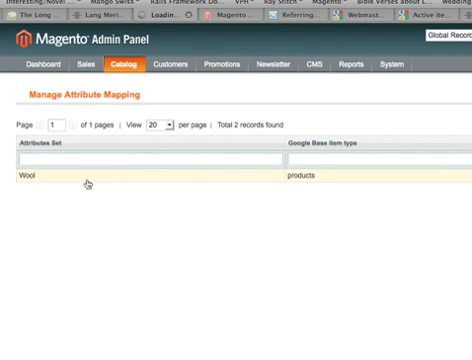 Interesting/Novel
Mango Swiss
Rails Framework Do...
VPH
Ray Stitch
Magento
Bible Verses about L...
Wedding
The Long ...
Lang Meri...
Loadin...
Magento ...
Referring...
Webmast...
Active ite...
Magento Admin Panel
Global Record
Dashboard Sales Catalog Customers Promotions Newsletter CMS Reports System
Manage Attribute Mapping
Page 1 of 1 pages | View 20 per page | Total 2 records found
Attributes Set Google Base Item type
Wool products